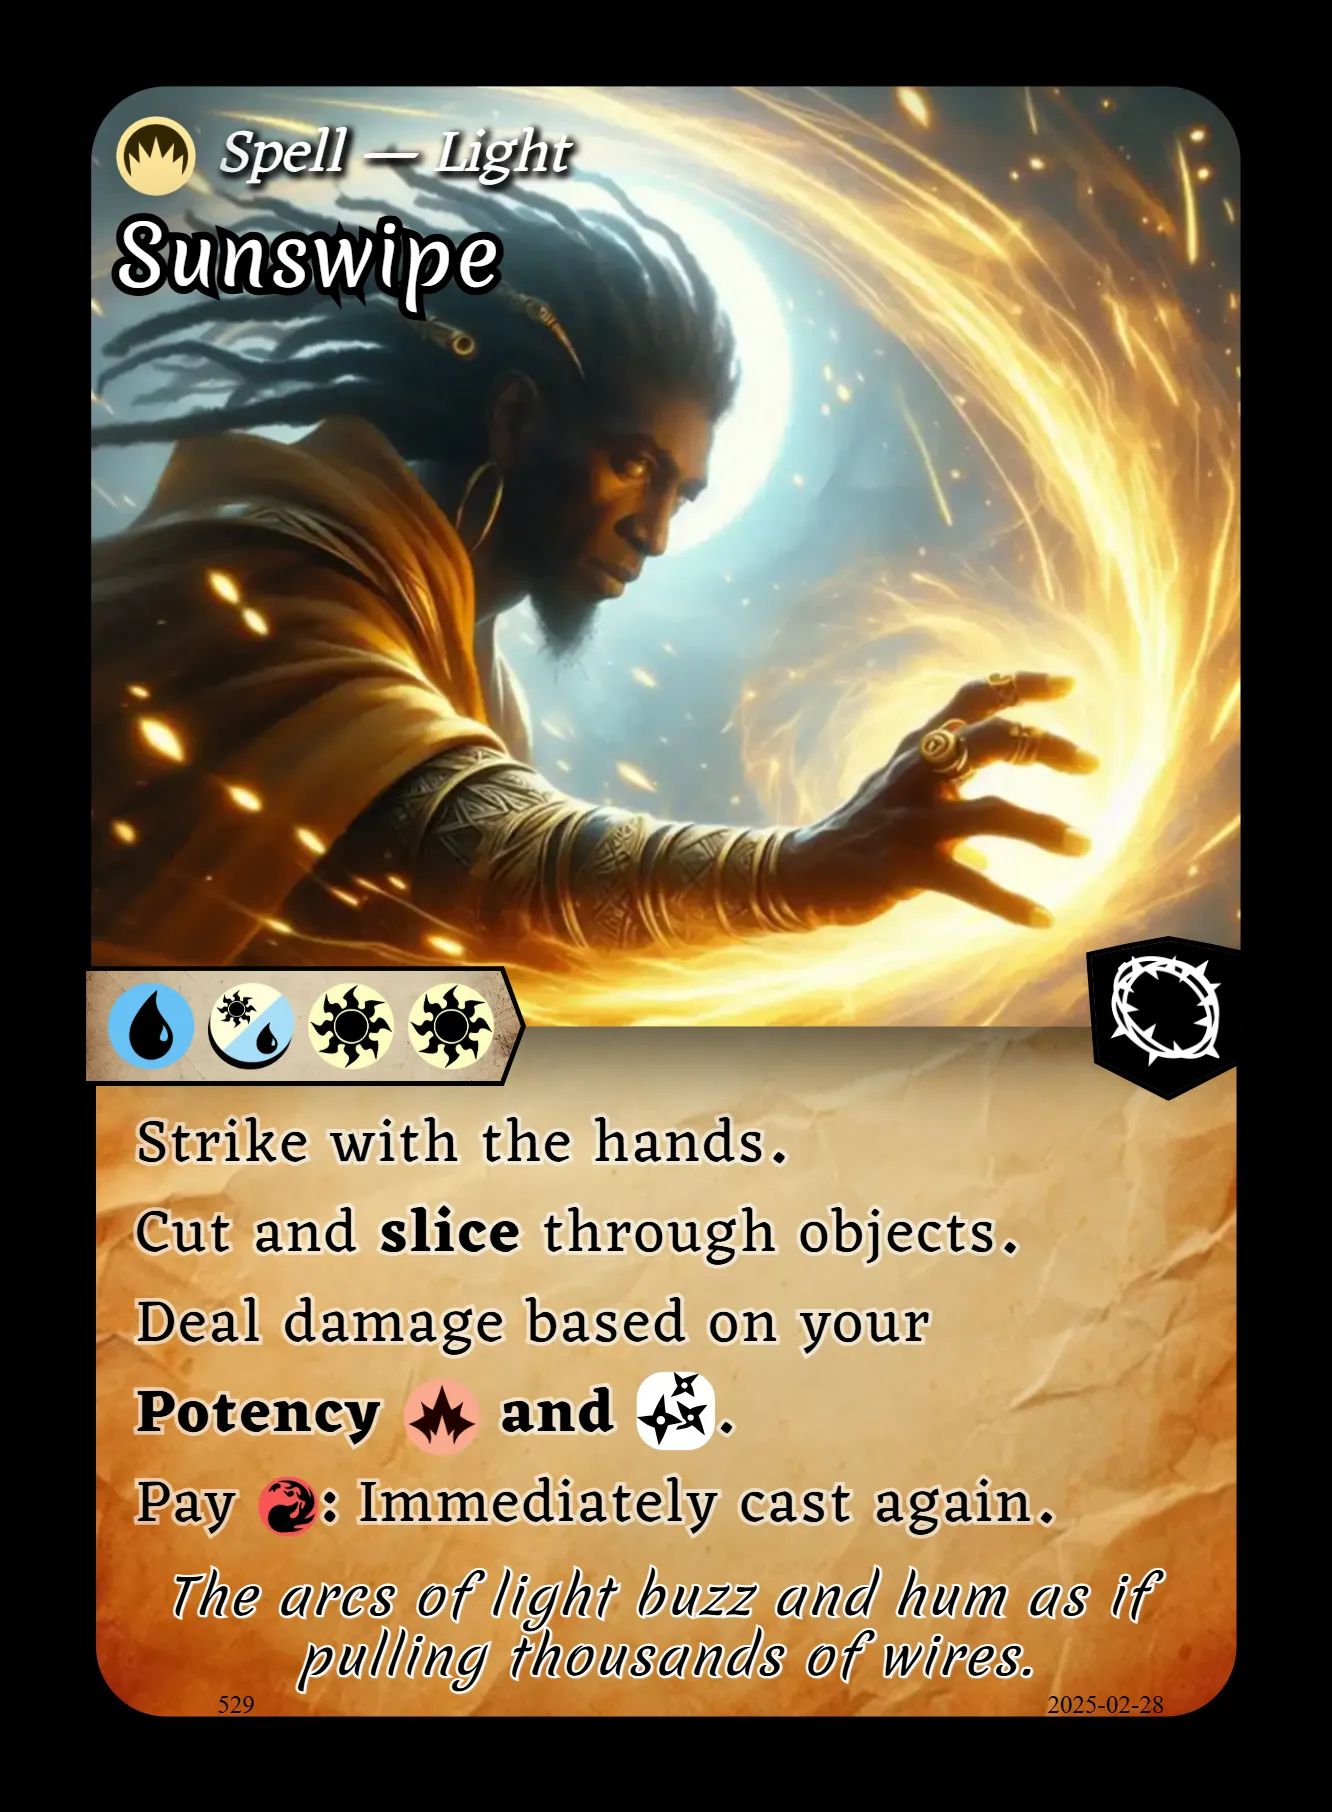 Spell — Light
Sunswipe
Strike with the hands.
Cut and slice through objects.
Deal damage based on your
Potency and .
Pay : Immediately cast again.
The arcs of light buzz and hum as if
pulling thousands of wires.
529
2025-02-28